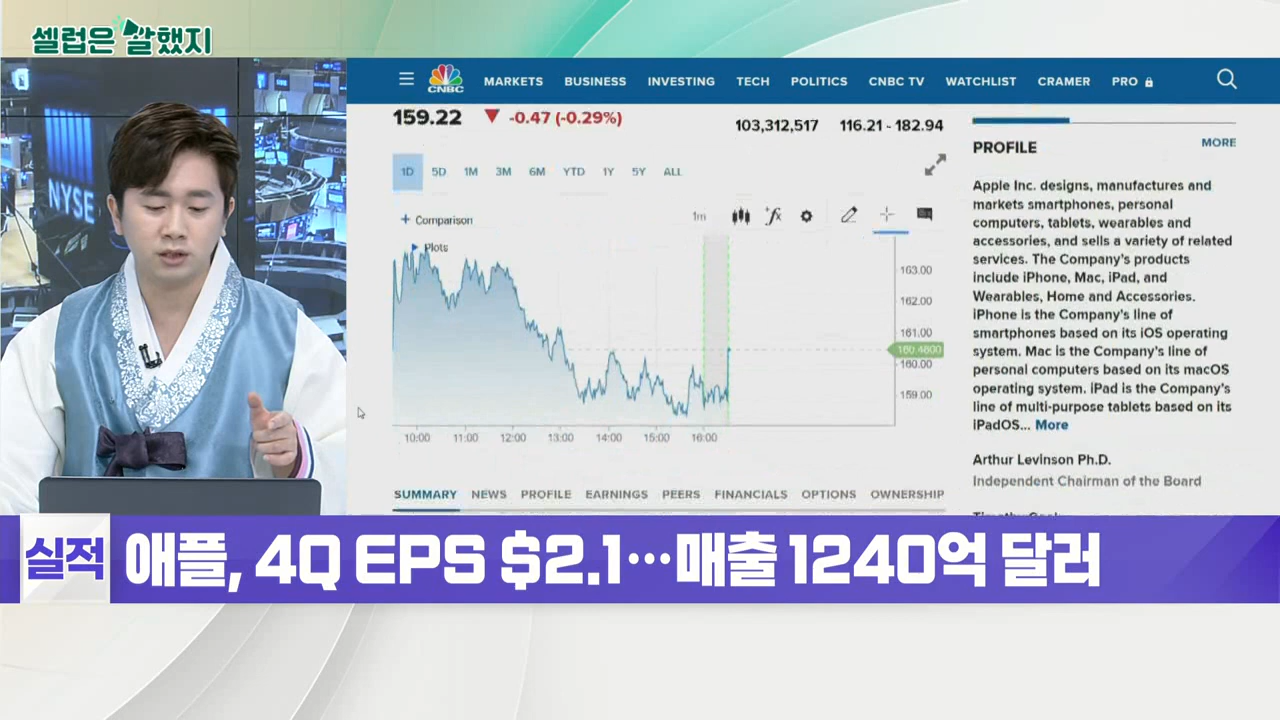 셀럽은 말했지
NYSE
CNBC
MARKETS BUSINESS INVESTING TECH POLITICS CNBC TV WATCHLIST CRAMER PRO
159.22 ▼ -0.47 (-0.29%)
103,312,517 116.21 - 182.94
1D 5D 1M 3M 6M YTD 1Y 5Y ALL
+ Comparison
1m
Plots
163.00
162.00
161.00
160.4800
160.00
159.00
10:00 11:00 12:00 13:00 14:00 15:00 16:00
SUMMARY NEWS PROFILE EARNINGS PEERS FINANCIALS OPTIONS OWNERSHIP
PROFILE MORE
Apple Inc. designs, manufactures and
markets smartphones, personal
computers, tablets, wearables and
accessories, and sells a variety of related
services. The Company's products
include iPhone, Mac, iPad, and
Wearables, Home and Accessories.
iPhone is the Company's line of
smartphones based on its iOS operating
system. Mac is the Company's line of
personal computers based on its macOS
operating system. iPad is the Company's
line of multi-purpose tablets based on its
iPadOS... More
Arthur Levinson Ph.D.
Independent Chairman of the Board
실적 애플, 4Q EPS $2.1…매출 1240억 달러